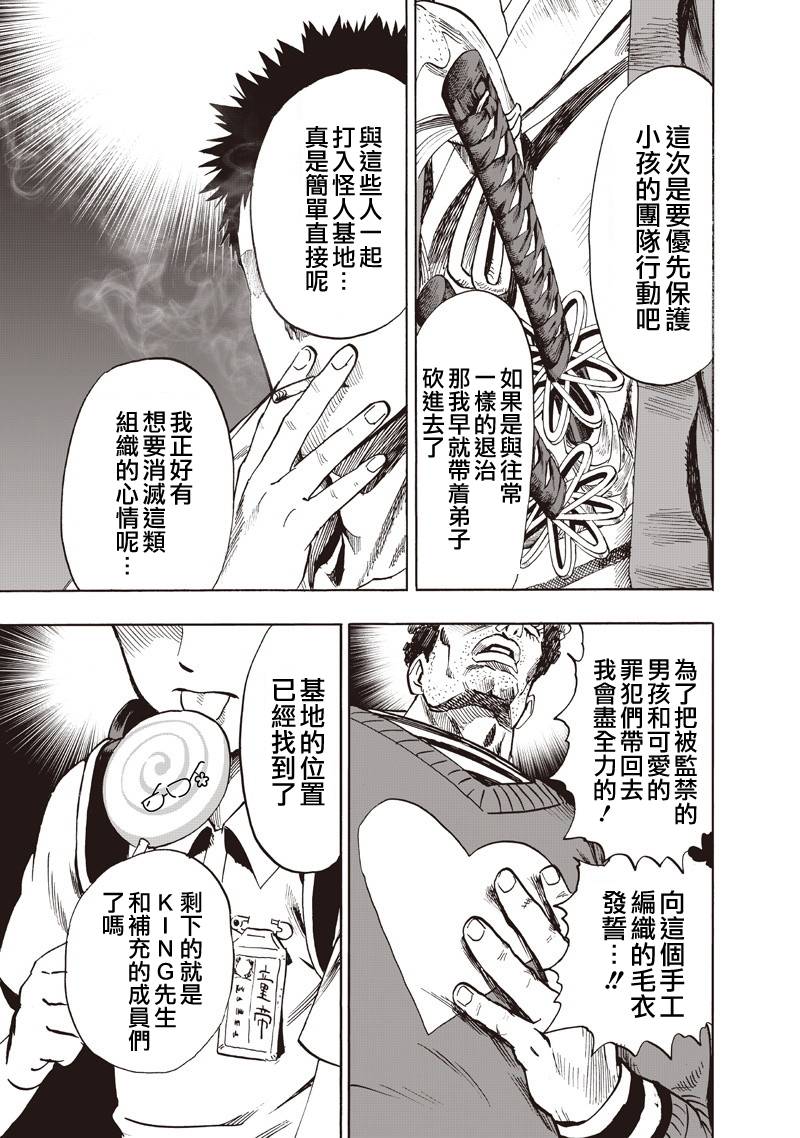 這次是要優先保護
小孩的團隊行動吧
如果是與往常
一樣的退治
那我早就帶着弟子
砍進去了
與這些人一起
打入怪人基地…
真是簡單直接呢
我正好有
想要消滅這類
組織的心情呢…
為了把被監禁的
男孩和可愛的
罪犯們帶回去
我會盡全力的!
向這個手工
編織的毛衣
發誓…!!
基地的位置
已經找到了
剩下的就是
KING先生
和補充的成員們
了嗎
童帝